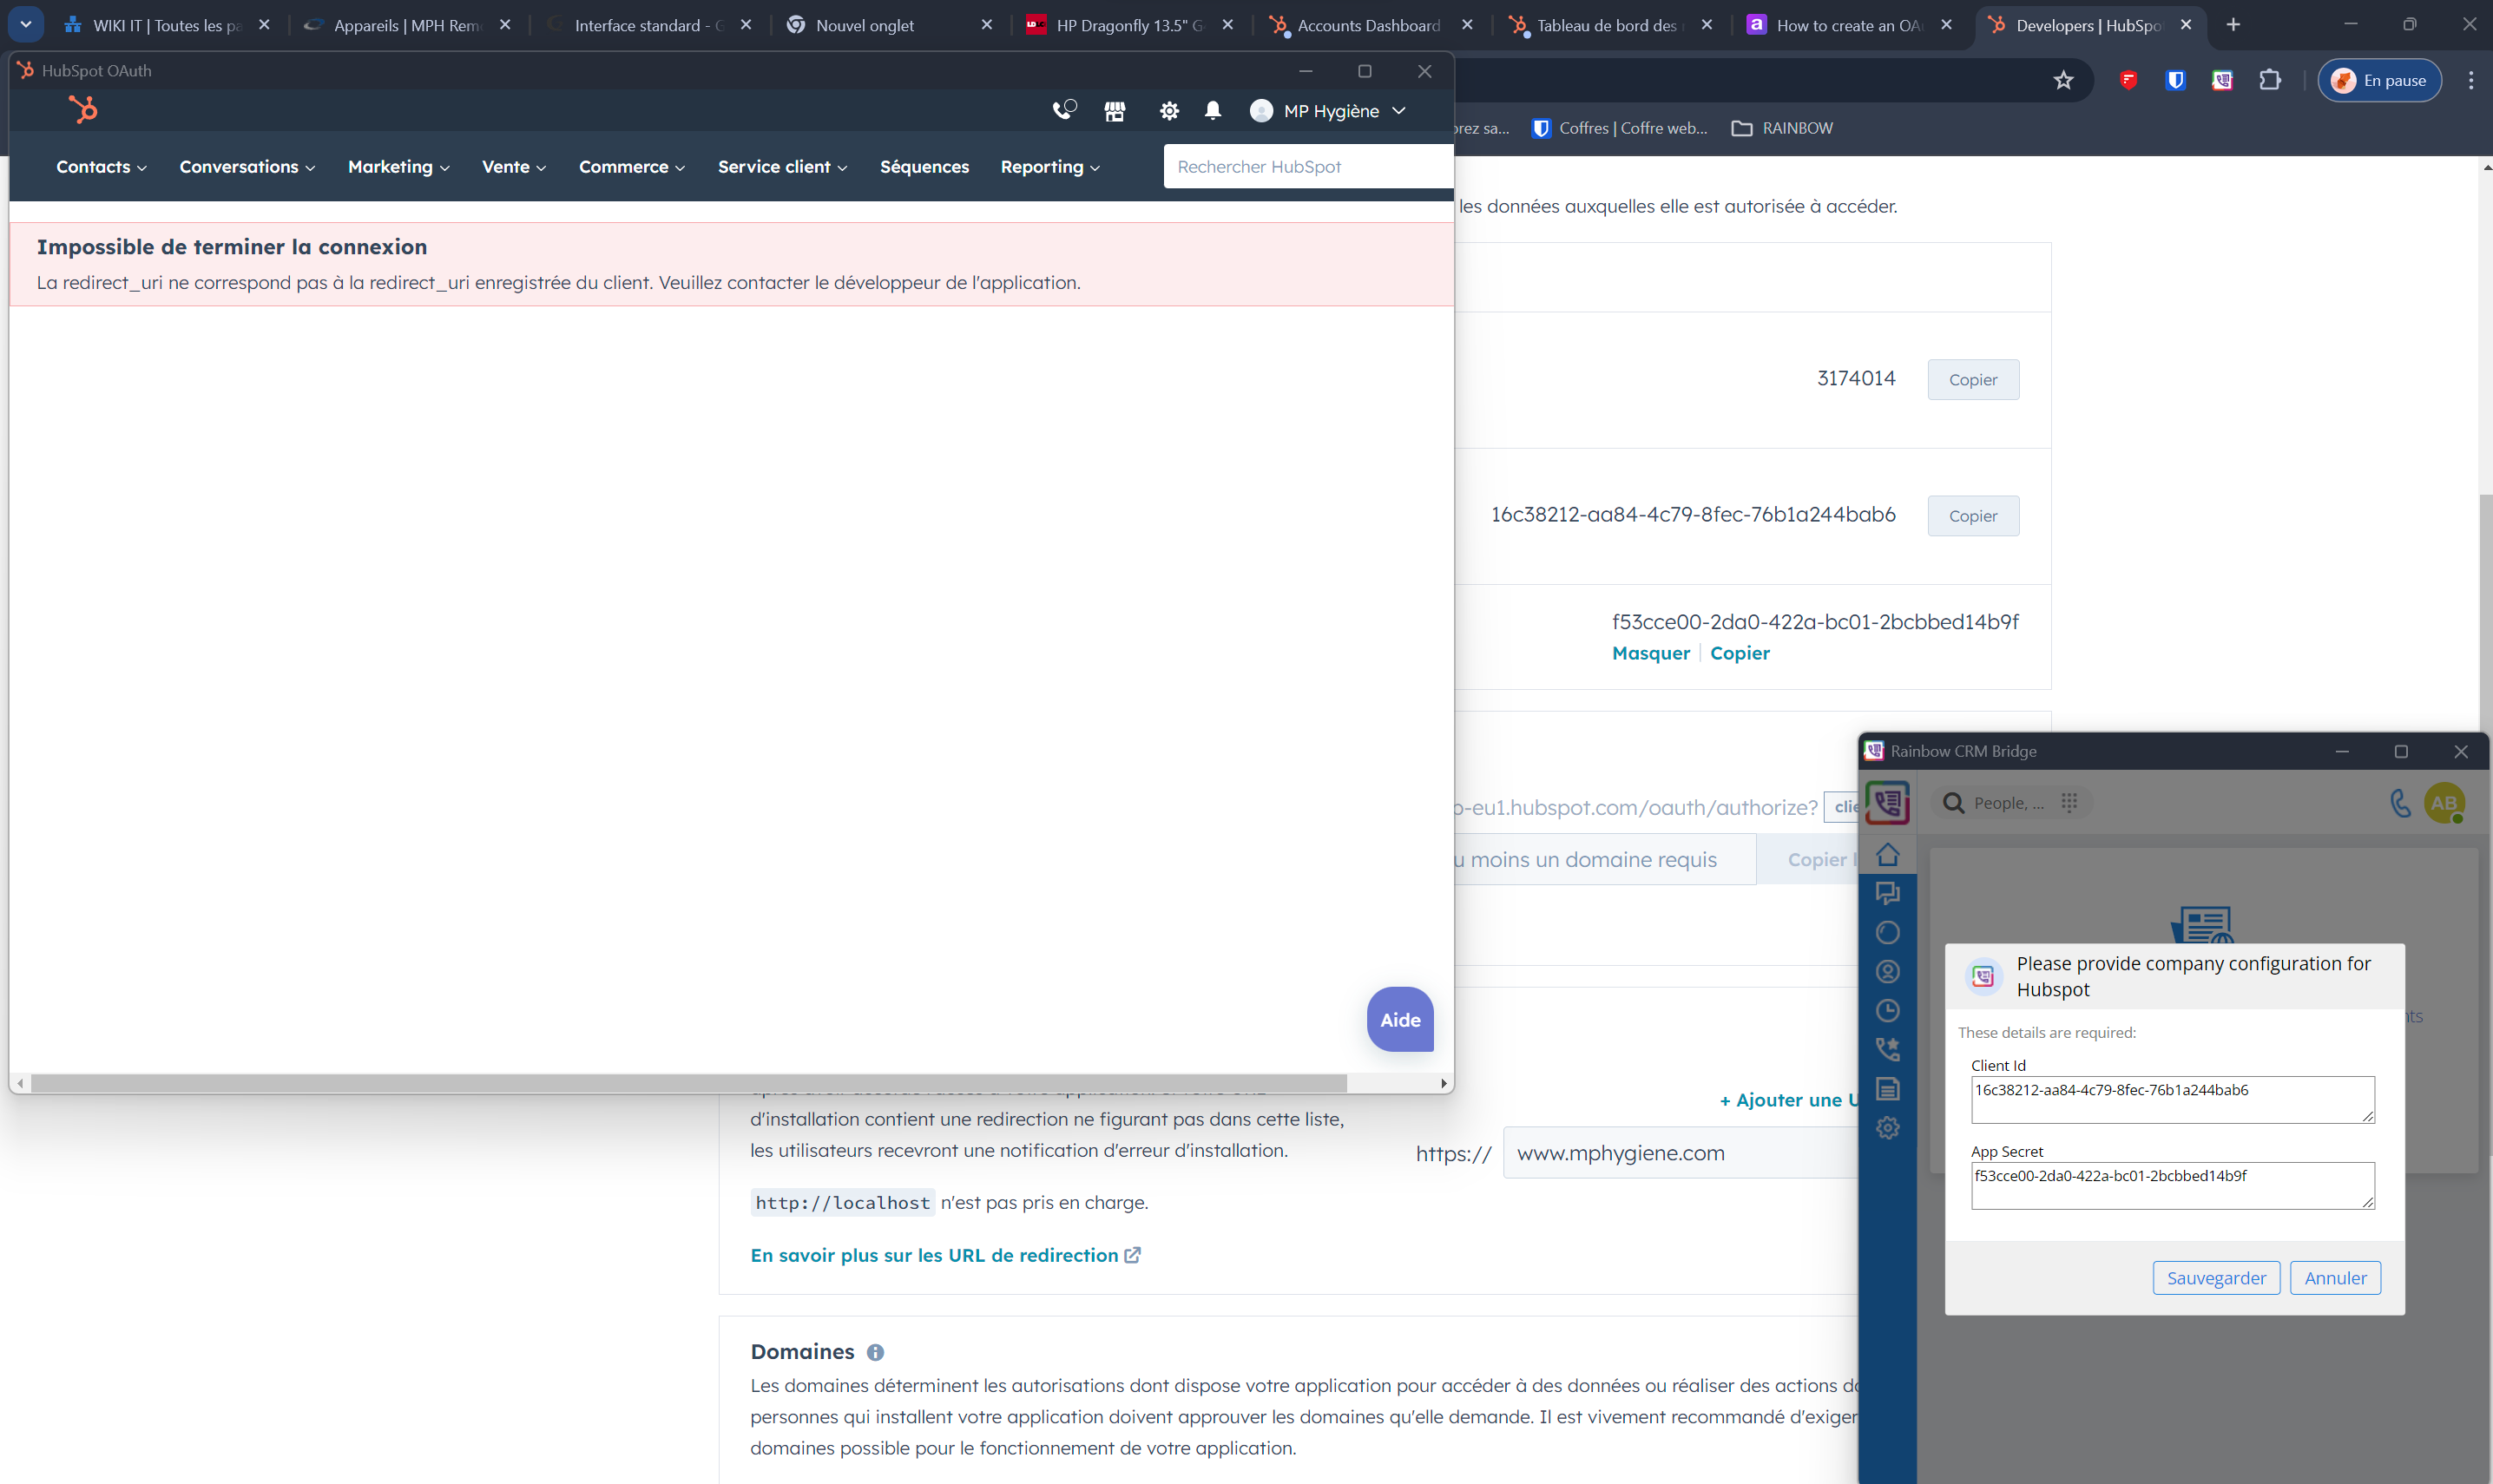 WIKI IT | Toutes les pa
Appareils | MPH Rem
Interface standard - G
Nouvel onglet
HP Dragonfly 13.5" G
Accounts Dashboard
Tableau de bord des
How to create an OA
Developers | HubSpo
HubSpot OAuth
En pause
MP Hygiène
orez sa...
Coffres | Coffre web...
RAINBOW
Contacts
Conversations
Marketing
Vente
Commerce
Service client
Séquences
Reporting
Rechercher HubSpot
les données auxquelles elle est autorisée à accéder.
Impossible de terminer la connexion
La redirect_uri ne correspond pas à la redirect_uri enregistrée du client. Veuillez contacter le développeur de l'application.
3174014
Copier
16c38212-aa84-4c79-8fec-76b1a244bab6
Copier
f53cce00-2da0-422a-bc01-2bcbbed14b9f
Masquer
Copier
Rainbow CRM Bridge
o-eu1.hubspot.com/oauth/authorize?
clie
u moins un domaine requis
Copier l
People, ...
AB
Please provide company configuration for
Hubspot
nts
These details are required:
Client Id
16c38212-aa84-4c79-8fec-76b1a244bab6
App Secret
f53cce00-2da0-422a-bc01-2bcbbed14b9f
Sauvegarder
Annuler
Aide
+ Ajouter une U
d'installation contient une redirection ne figurant pas dans cette liste,
les utilisateurs recevront une notification d'erreur d'installation.
https://
www.mphygiene.com
http://localhost n'est pas pris en charge.
En savoir plus sur les URL de redirection
Domaines
Les domaines déterminent les autorisations dont dispose votre application pour accéder à des données ou réaliser des actions da
personnes qui installent votre application doivent approuver les domaines qu'elle demande. Il est vivement recommandé d'exiger
domaines possible pour le fonctionnement de votre application.